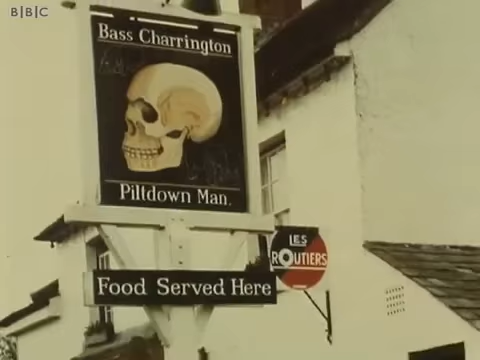 BBC
Bass Charrington
Piltdown Man.
LES
ROUTIERS
Food Served Here